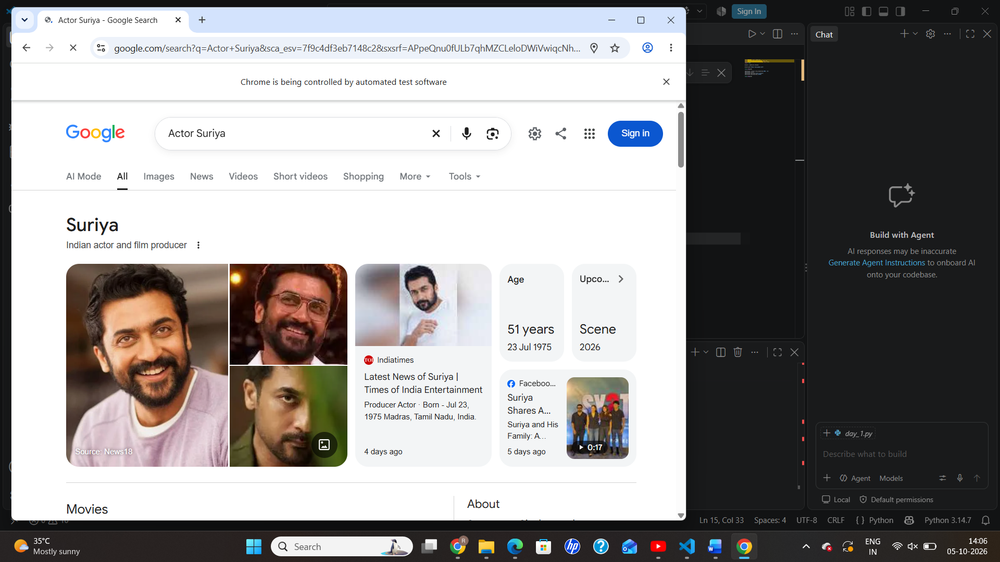 Actor Suriya - Google Search
Sign In
google.com/search?q=Actor+Suriya&sca_esv=7f9c4df3eb7148c2&sxsrf=APpeQnu0fULb7qhMZCLeloDWiVwiqcNh...
Chrome is being controlled by automated test software
Google
Actor Suriya
Sign in
AI Mode
All
Images
News
Videos
Short videos
Shopping
More
Tools
Suriya
Indian actor and film producer
Source: News18
TOI
Indiatimes
Latest News of Suriya |
Times of India Entertainment
Producer Actor · Born - Jul 23,
1975 Madras, Tamil Nadu, India.
4 days ago
Age
51 years
23 Jul 1975
Upco...
Scene
2026
Faceboo...
Suriya
Shares A...
Suriya and His
Family: A...
5 days ago
0:17
Movies
About
Chat
Build with Agent
AI responses may be inaccurate
Generate Agent Instructions to onboard AI
onto your codebase.
day_1.py
Describe what to build
Agent
Models
Local
Default permissions
Ln 15, Col 33
Spaces: 4
UTF-8
CRLF
{ } Python
Python 3.14.7
35°C
Mostly sunny
Search
R
hp
ENG
IN
14:06
05-10-2026